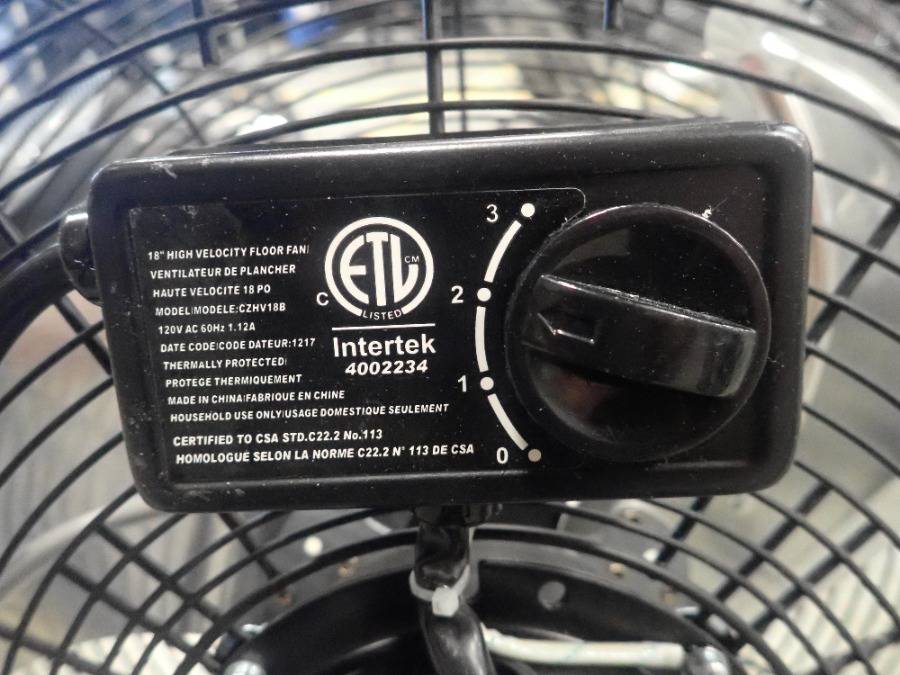 18" HIGH VELOCITY FLOOR FAN/
VENTILATEUR DE PLANCHER
HAUTE VELOCITE 18 PO
MODEL/MODELE:CZHV18B
120V AC 60Hz 1.12A
DATE CODE/CODE DATEUR:1217
THERMALLY PROTECTED/
PROTEGE THERMIQUEMENT
MADE IN CHINA/FABRIQUE EN CHINE
HOUSEHOLD USE ONLY/USAGE DOMESTIQUE SEULEMENT
CERTIFIED TO CSA STD.C22.2 No.113
HOMOLOGUÉ SELON LA NORME C22.2 N° 113 DE CSA
ETL CM
C
LISTED
Intertek
4002234
3
2
1
0